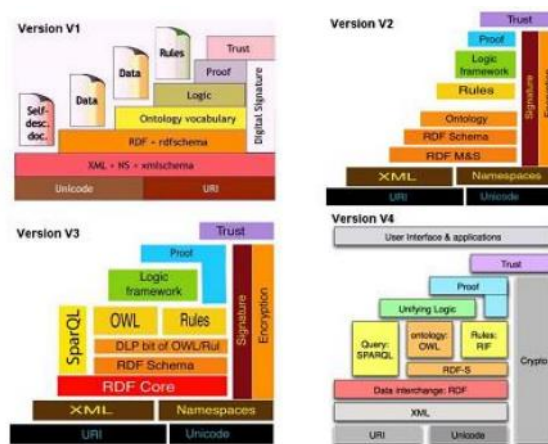 Version V1
Trust
Rules
Proof
Data
Logic
Data
Ontology vocabulary
Self-
desc.
doc.
RDF + rdfschema
XML + NS + xmlschema
Unicode
URI
Digital Signature
Version V2
Trust
Proof
Logic
framework
Rules
Signature
Ontology
RDF Schema
RDF M&S
XML
Namespaces
URI
Unicode
Version V3
Trust
Proof
Logic
framework
SparQL
OWL
Rules
DLP bit of OWL/Rul
RDF Schema
RDF Core
Signature
Encryption
XML
Namespaces
URI
Unicode
Version V4
User Interface & applications
Trust
Proof
Unifying Logic
Query:
SPARQL
ontology:
OWL
Rules:
RIF
Crypto
RDF-S
Data interchange: RDF
XML
URI
Unicode